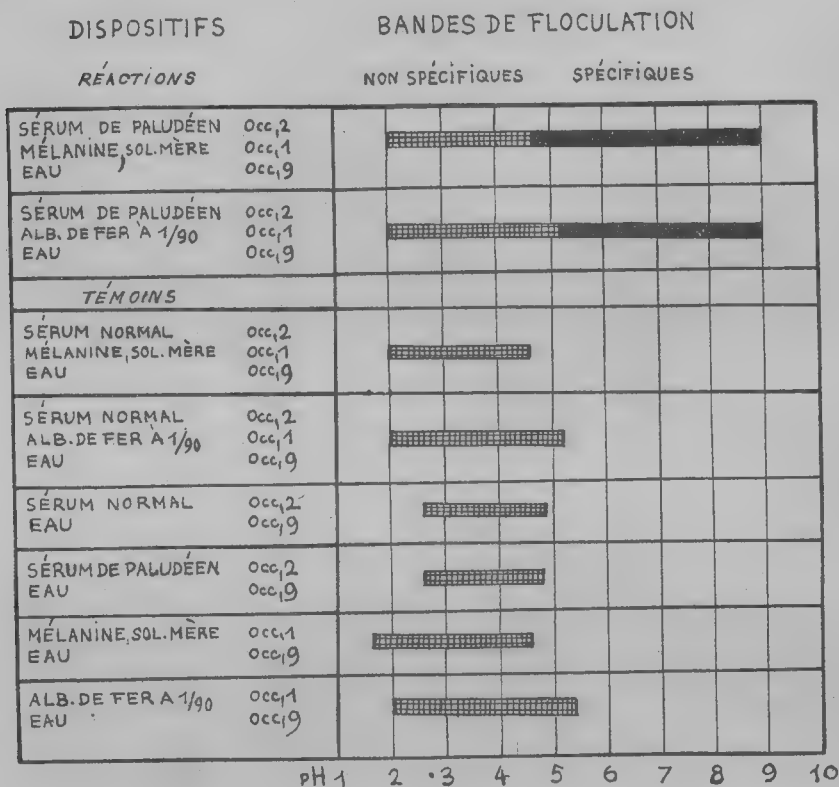 DISPOSITIFS BANDES DE FLOCULATION
RÉACTIONS NON SPÉCIFIQUES SPÉCIFIQUES
SÉRUM DE PALUDÉEN 0cc,2
MÉLANINE, SOL. MÈRE 0cc,1
EAU 0cc,9
SÉRUM DE PALUDÉEN 0cc,2
ALB. DE FER À 1/90 0cc,1
EAU 0cc,9
TÉMOINS
SÉRUM NORMAL 0cc,2
MÉLANINE, SOL. MÈRE 0cc,1
EAU 0cc,9
SÉRUM NORMAL 0cc,2
ALB. DE FER À 1/90 0cc,1
EAU 0cc,9
SÉRUM NORMAL 0cc,2
EAU 0cc,9
SÉRUM DE PALUDÉEN 0cc,2
EAU 0cc,9
MÉLANINE, SOL. MÈRE 0cc,1
EAU 0cc,9
ALB. DE FER A 1/90 0cc,1
EAU 0cc,9
pH 1 2 3 4 5 6 7 8 9 10